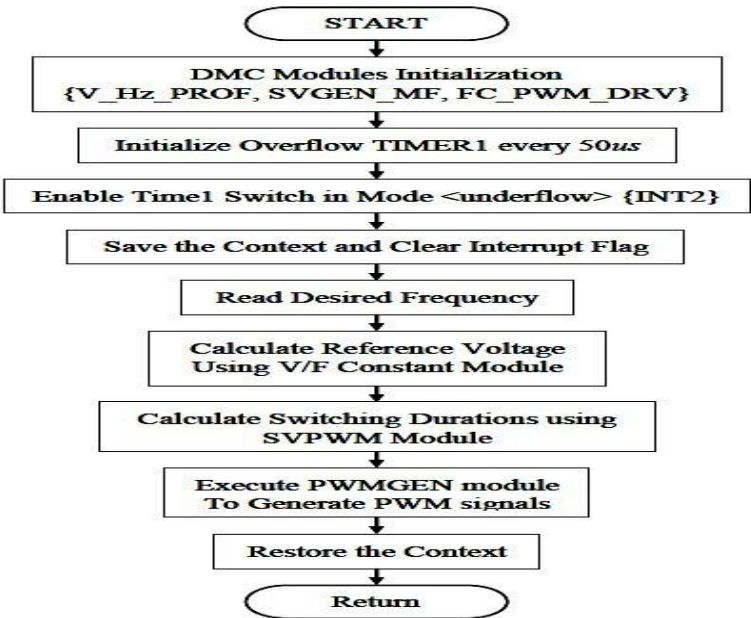 START
DMC Modules Initialization
{V_Hz_PROF, SVGEN_MF, FC_PWM_DRV}
Initialize Overflow TIMER1 every 50us
Enable Time1 Switch in Mode <underflow> {INT2}
Save the Context and Clear Interrupt Flag
Read Desired Frequency
Calculate Reference Voltage
Using V/F Constant Module
Calculate Switching Durations using
SVPWM Module
Execute PWMGEN module
To Generate PWM signals
Restore the Context
Return